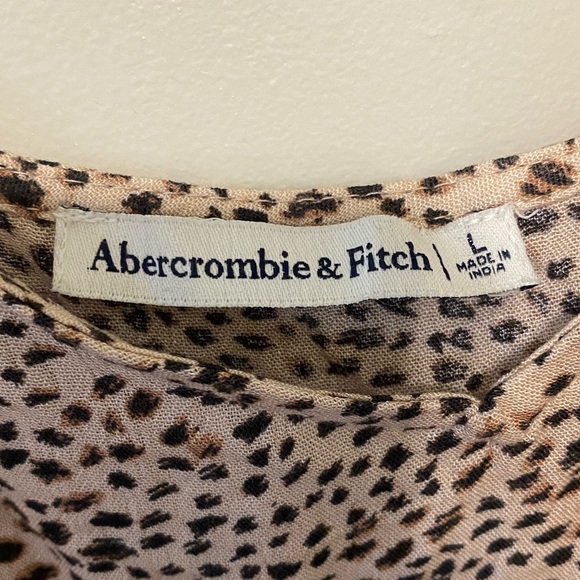 Abercrombie & Fitch | L
MADE IN
INDIA